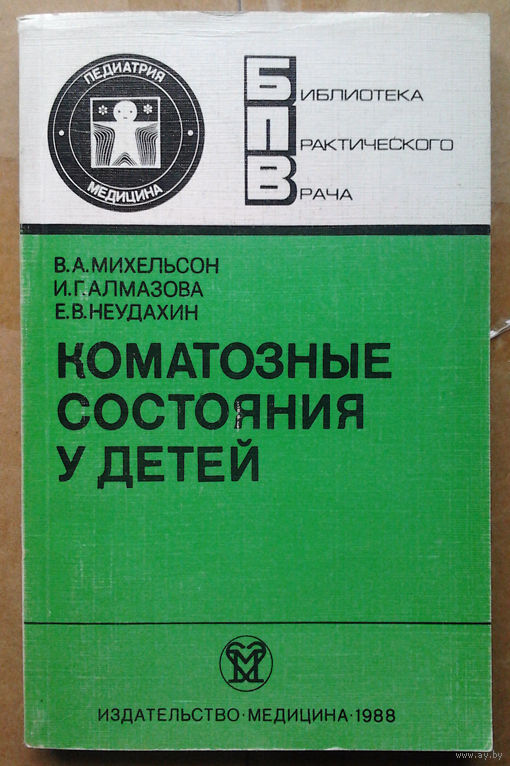 ПЕДИАТРИЯ
МЕДИЦИНА
БИБЛИОТЕКА
ПРАКТИЧЕСКОГО
ВРАЧА
В.А.МИХЕЛЬСОН
И.Г.АЛМАЗОВА
Е.В.НЕУДАХИН
КОМАТОЗНЫЕ
СОСТОЯНИЯ
У ДЕТЕЙ
ИЗДАТЕЛЬСТВО·МЕДИЦИНА·1988
www.ay.by